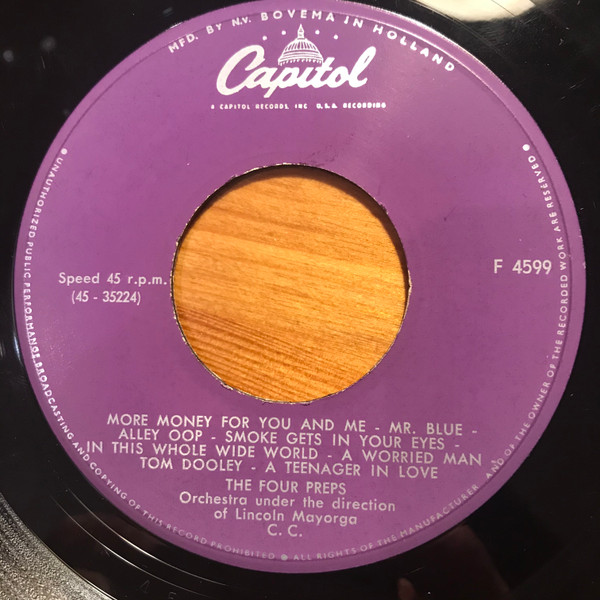 MFD. BY N.V. BOVEMA IN HOLLAND
Capitol
A CAPITOL RECORDS, INC U.S.A. RECORDING
Speed 45 r.p.m.
(45 - 35224)
F 4599
MORE MONEY FOR YOU AND ME - MR. BLUE -
ALLEY OOP - SMOKE GETS IN YOUR EYES -
IN THIS WHOLE WIDE WORLD - A WORRIED MAN
TOM DOOLEY - A TEENAGER IN LOVE
THE FOUR PREPS
Orchestra under the direction
of Lincoln Mayorga
C. C.
• UNAUTHORIZED PUBLIC PERFORMANCE BROADCASTING AND COPYING OF THIS RECORD PROHIBITED • ALL RIGHTS OF THE MANUFACTURER AND OF THE OWNER OF THE RECORDED WORK ARE RESERVED •